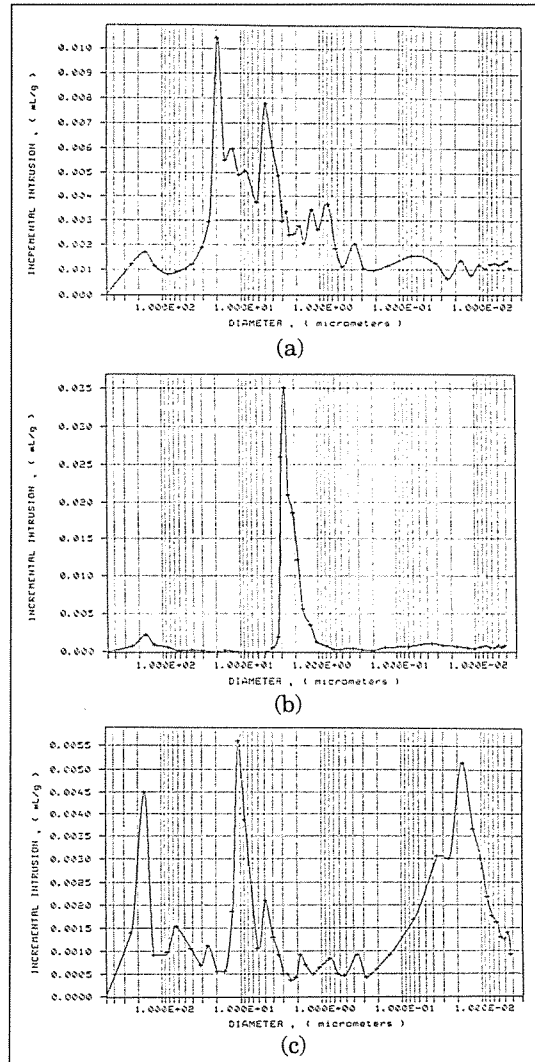 INCREMENTAL INTRUSION , ( mL/g )
0.010
0.009
0.008
0.007
0.006
0.005
0.004
0.003
0.002
0.001
0.000
1.000E+02 1.000E+01 1.000E+00 1.000E-01 1.000E-02
DIAMETER , ( micrometers )
(a)
INCREMENTAL INTRUSION , ( mL/g )
0.035
0.030
0.025
0.020
0.015
0.010
0.005
0.000
1.000E+02 1.000E+01 1.000E+00 1.000E-01 1.000E-02
DIAMETER , ( micrometers )
(b)
INCREMENTAL INTRUSION , ( mL/g )
0.0055
0.0050
0.0045
0.0040
0.0035
0.0030
0.0025
0.0020
0.0015
0.0010
0.0005
0.0000
1.000E+02 1.000E+01 1.000E+00 1.000E-01 1.000E-02
DIAMETER , ( micrometers )
(c)